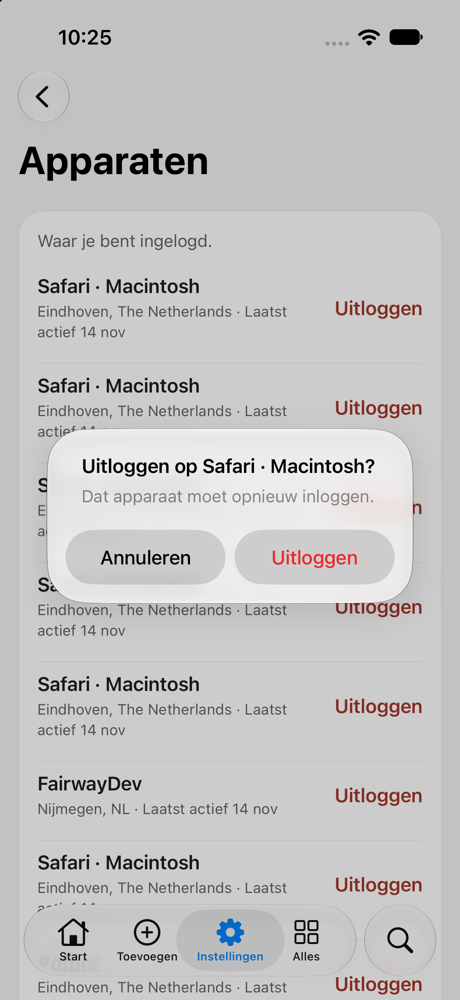 10:25
Apparaten
Waar je bent ingelogd.
Safari · Macintosh
Eindhoven, The Netherlands · Laatst
actief 14 nov
Uitloggen
Safari · Macintosh
Eindhoven, The Netherlands · Laatst
Uitloggen
Uitloggen op Safari · Macintosh?
Dat apparaat moet opnieuw inloggen.
Annuleren
Uitloggen
Eindhoven, The Netherlands · Laatst
actief 14 nov
Uitloggen
Safari · Macintosh
Eindhoven, The Netherlands · Laatst
actief 14 nov
Uitloggen
FairwayDev
Nijmegen, NL · Laatst actief 14 nov
Uitloggen
Safari · Macintosh
Eindhoven, The Netherlands · Laatst
Uitloggen
Eindhoven, The Netherlands · Laatst
Uitloggen
Start
Toevoegen
Instellingen
Alles